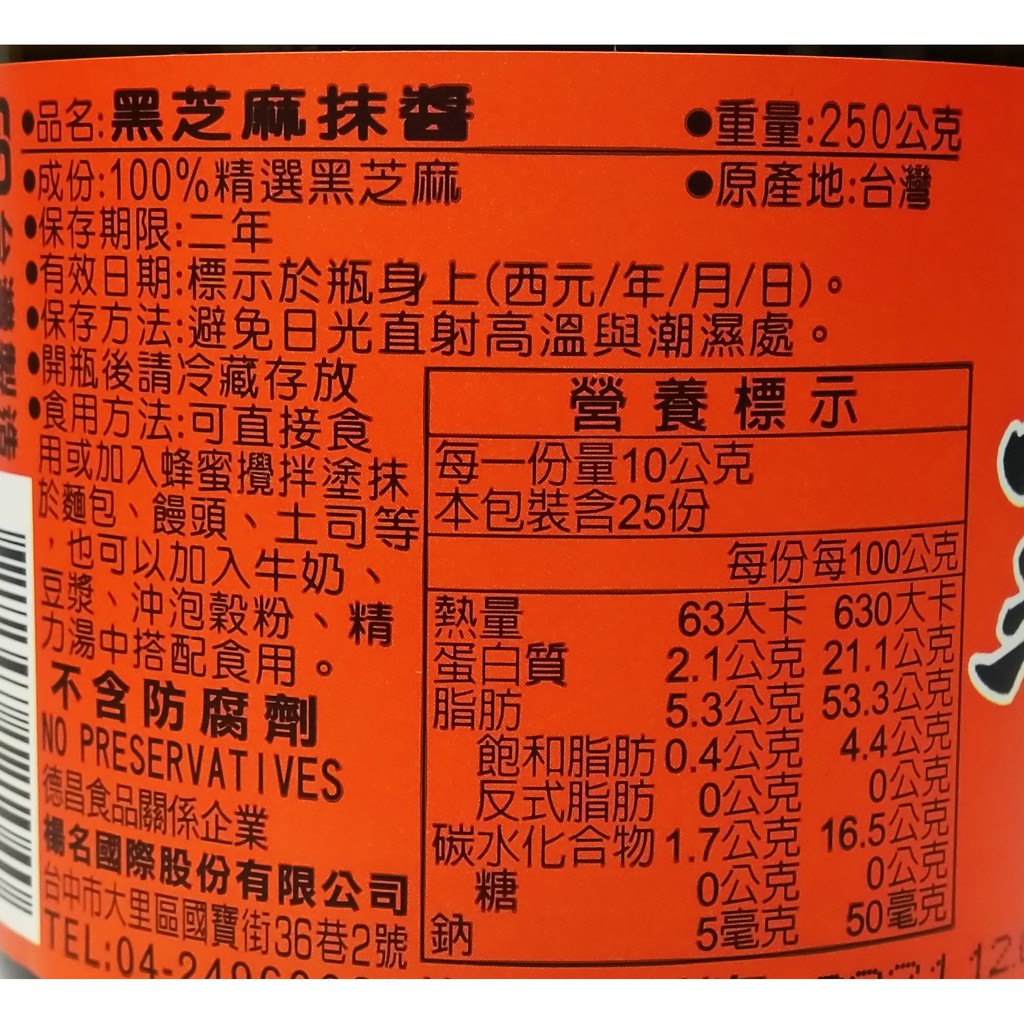 ●品名:黑芝麻抹醬
●重量:250公克
●成份:100%精選黑芝麻
●原產地:台灣
●保存期限:二年
●有效日期:標示於瓶身上(西元/年/月/日)。
●保存方法:避免日光直射高溫與潮濕處。
●開瓶後請冷藏存放
●食用方法:可直接食
用或加入蜂蜜攪拌塗抹
於麵包、饅頭、土司等
,也可以加入牛奶、
豆漿、沖泡穀粉、精
力湯中搭配食用。
不含防腐劑
NO PRESERVATIVES
德昌食品關係企業
楊名國際股份有限公司
台中市大里區國寶街36巷2號
TEL:04-2496
營養標示
每一份量10公克
本包裝含25份
每份 每100公克
熱量 63大卡 630大卡
蛋白質 2.1公克 21.1公克
脂肪 5.3公克 53.3公克
飽和脂肪 0.4公克 4.4公克
反式脂肪 0公克 0公克
碳水化合物 1.7公克 16.5公克
糖 0公克 0公克
鈉 5毫克 50毫克